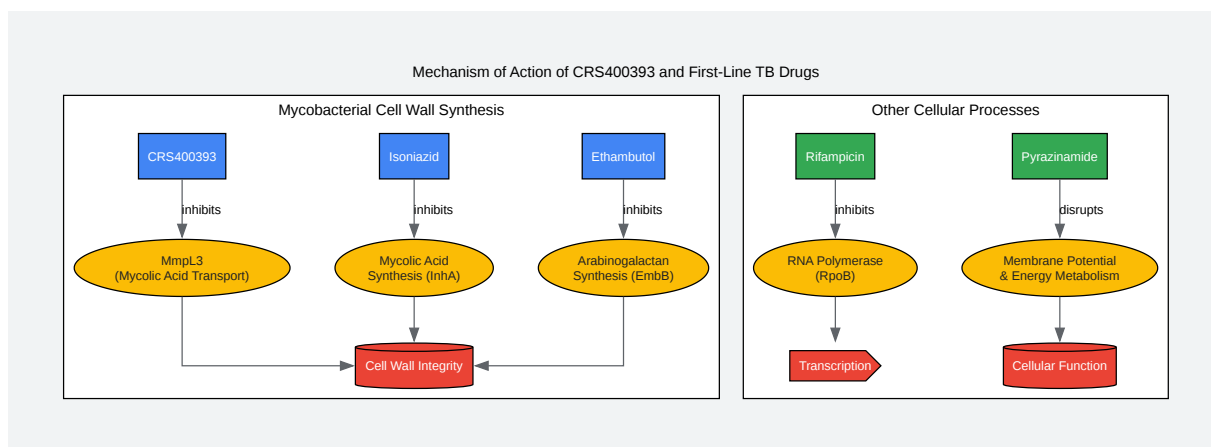 Mechanism of Action of CRS400393 and First-Line TB Drugs
Mycobacterial Cell Wall Synthesis
CRS400393
Isoniazid
Ethambutol
inhibits
inhibits
inhibits
MmpL3
(Mycolic Acid Transport)
Mycolic Acid
Synthesis (InhA)
Arabinogalactan
Synthesis (EmbB)
Cell Wall Integrity
Other Cellular Processes
Rifampicin
Pyrazinamide
inhibits
disrupts
RNA Polymerase
(RpoB)
Membrane Potential
& Energy Metabolism
Transcription
Cellular Function